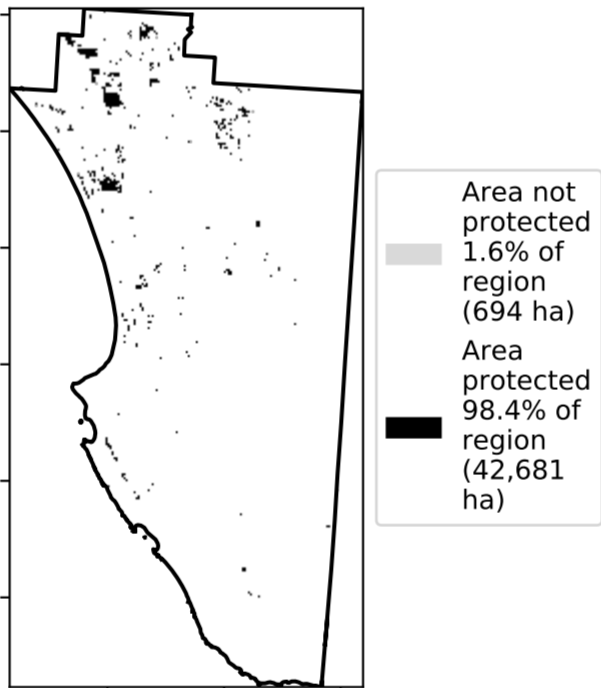 Area not
protected
1.6% of
region
(694 ha)
Area
protected
98.4% of
region
(42,681
ha)